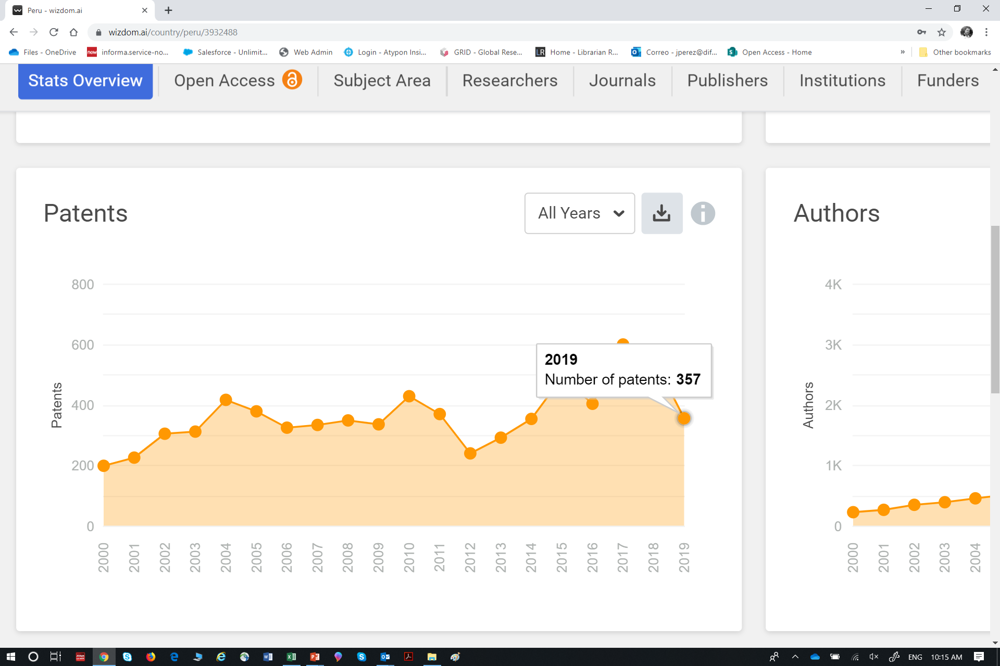 Peru - wizdom.ai
wizdom.ai/country/peru/3932488
Files - OneDrive
now
informa.service-no...
Salesforce - Unlimit...
Web Admin
Login - Atypon Insi...
GRID - Global Rese...
LR
Home - Librarian R...
Correo - jperez@dif...
Open Access - Home
»
Other bookmarks
Stats Overview
Open Access
Subject Area
Researchers
Journals
Publishers
Institutions
Funders
Patents
All Years
Authors
800
600
400
200
0
Patents
2019
Number of patents: 357
2000
2001
2002
2003
2004
2005
2006
2007
2008
2009
2010
2011
2012
2013
2014
2015
2016
2017
2018
2019
4K
3K
2K
1K
0
Authors
2000
2001
2002
2003
2004
ENG
10:15 AM